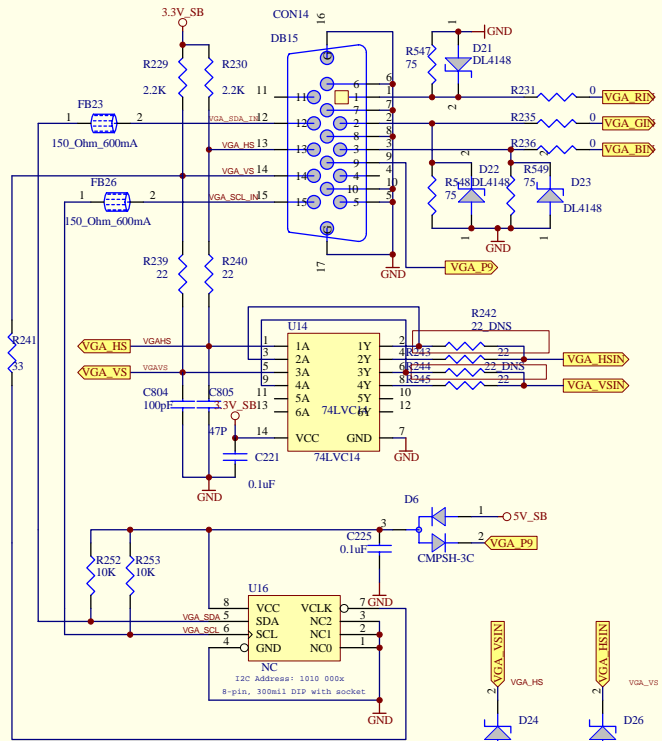 3.3V_SB
CON14
16
DB15
GND
1
R547
75
D21
DL4148
2
R229
2.2K
R230
2.2K
11
6
1
R231
0
VGA_RIN
FB23
1
2
150_Ohm_600mA
VGA_SDA_IN
12
7
2
R235
0
VGA_GIN
8
VGA_HS
13
3
R236
0
VGA_BIN
9
VGA_VS
14
4
FB26
1
2
150_Ohm_600mA
10
VGA_SCL_IN
15
5
R548
75
D22
DL4148
R549
75
D23
DL4148
2
2
1
1
GND
17
GND
VGA_P9
R239
22
R240
22
R241
33
U14
R242
22_DNS
VGA_HS
VGAHS
1
1A
1Y
2
3
2A
2Y
4
R243
22
VGA_HSIN
VGA_VS
VGAVS
5
3A
3Y
6
R244
22_DNS
9
4A
4Y
8
R245
22
VGA_VSIN
11
5A
5Y
10
13
6A
6Y
12
C804
100pF
C805
47P
3.3V_SB
74LVC14
14
VCC
GND
7
74LVC14
GND
C221
0.1uF
GND
D6
3
1
5V_SB
2
VGA_P9
CMPSH-3C
C225
0.1uF
GND
R252
10K
R253
10K
U16
8
VCC
VCLK
7
VGA_SDA
5
SDA
NC2
3
VGA_SCL
6
SCL
NC1
2
4
GND
NC0
1
NC
I2C Address: 1010 000x
8-pin, 300mil DIP with socket
GND
VGA_VSIN
2
VGA_HS
D24
VGA_HSIN
2
VGA_VS
D26